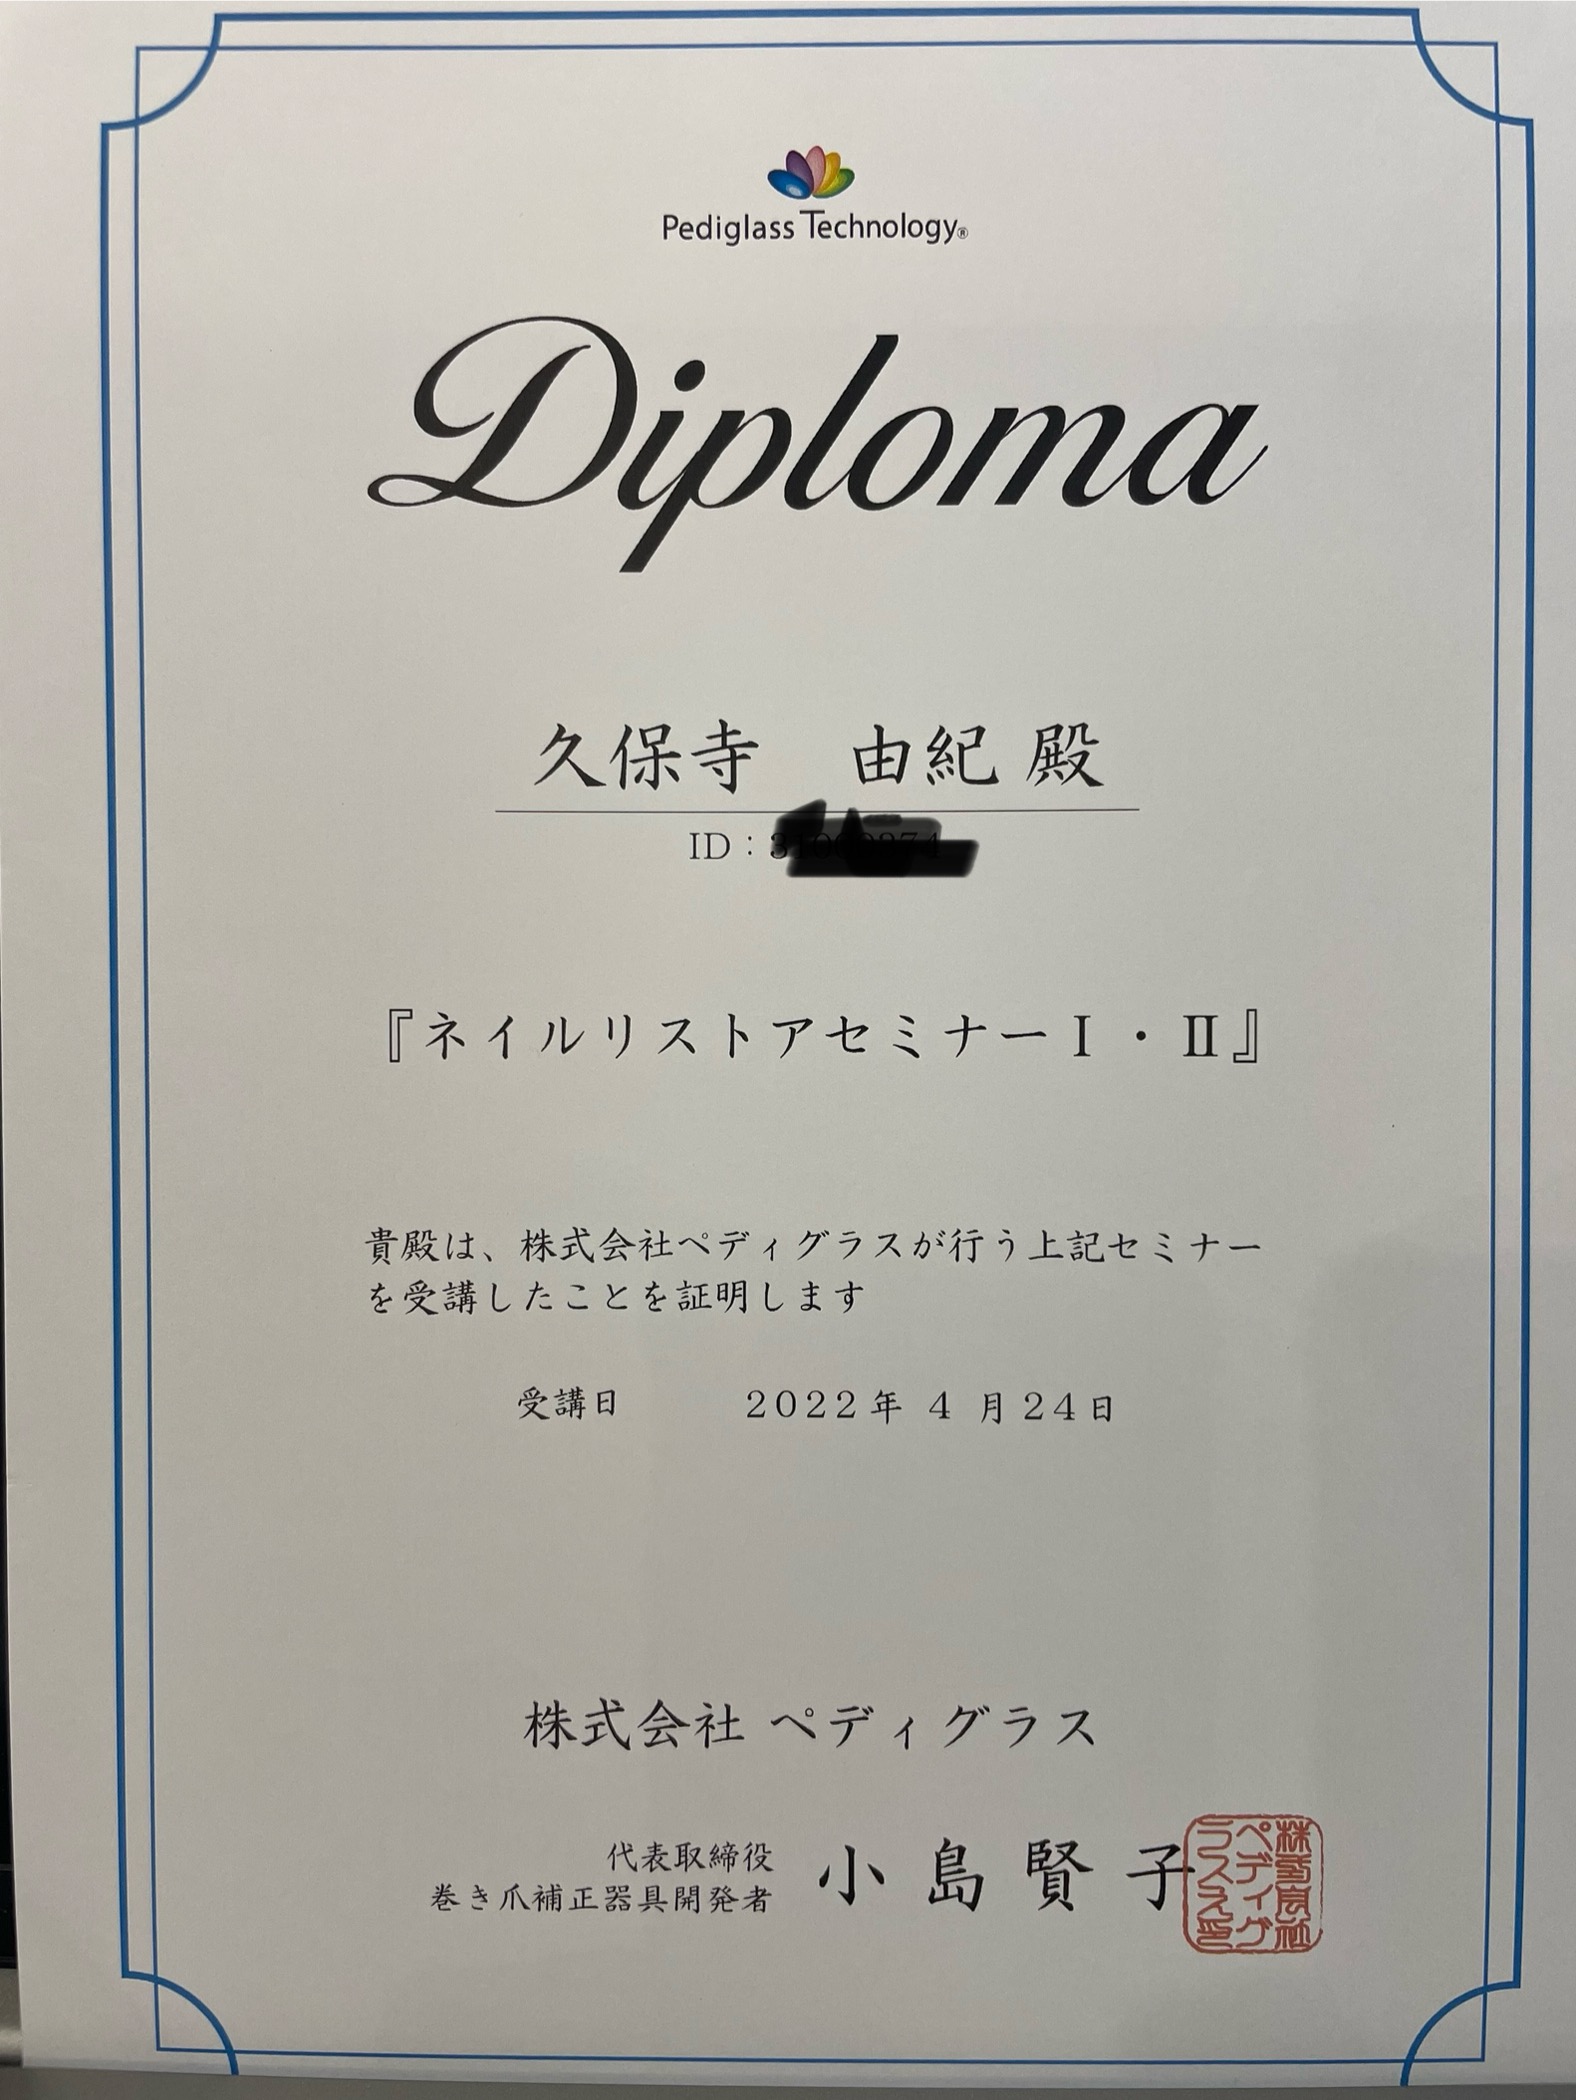 Pediglass Technology®
Diploma
久保寺　由紀 殿
ID：
『ネイルリストアセミナーⅠ・Ⅱ』
貴殿は、株式会社ペディグラスが行う上記セミナー
を受講したことを証明します
受講日　2022年 4 月 24日
株式会社 ペディグラス
代表取締役
巻き爪補正器具開発者
小島賢子